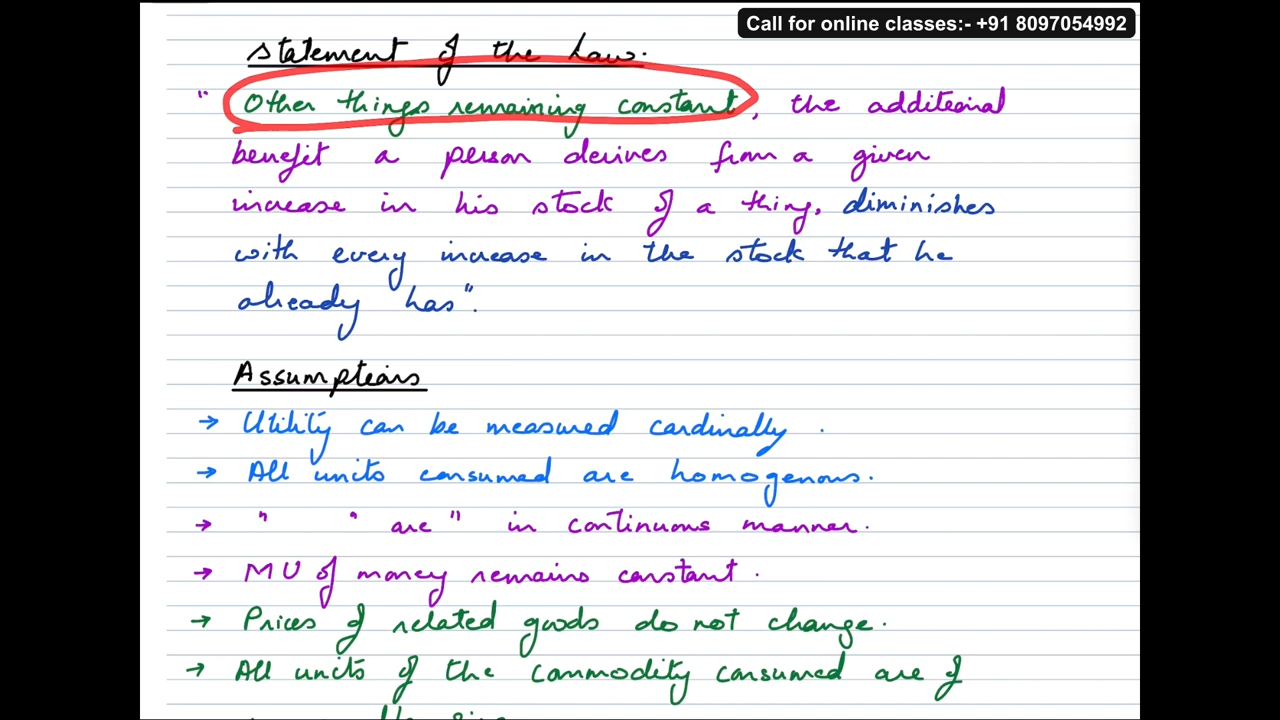 Call for online classes:- +91 8097054992
Statement of the Law.
" Other things remaining constant, the additional
benefit a person derives from a given
increase in his stock of a thing, diminishes
with every increase in the stock that he
already has".
Assumptions
→ Utility can be measured cardinally.
→ All units consumed are homogenous.
→ " " are " in continuous manner.
→ MU of money remains constant.
→ Prices of related goods do not change.
→ All units of the commodity consumed are of